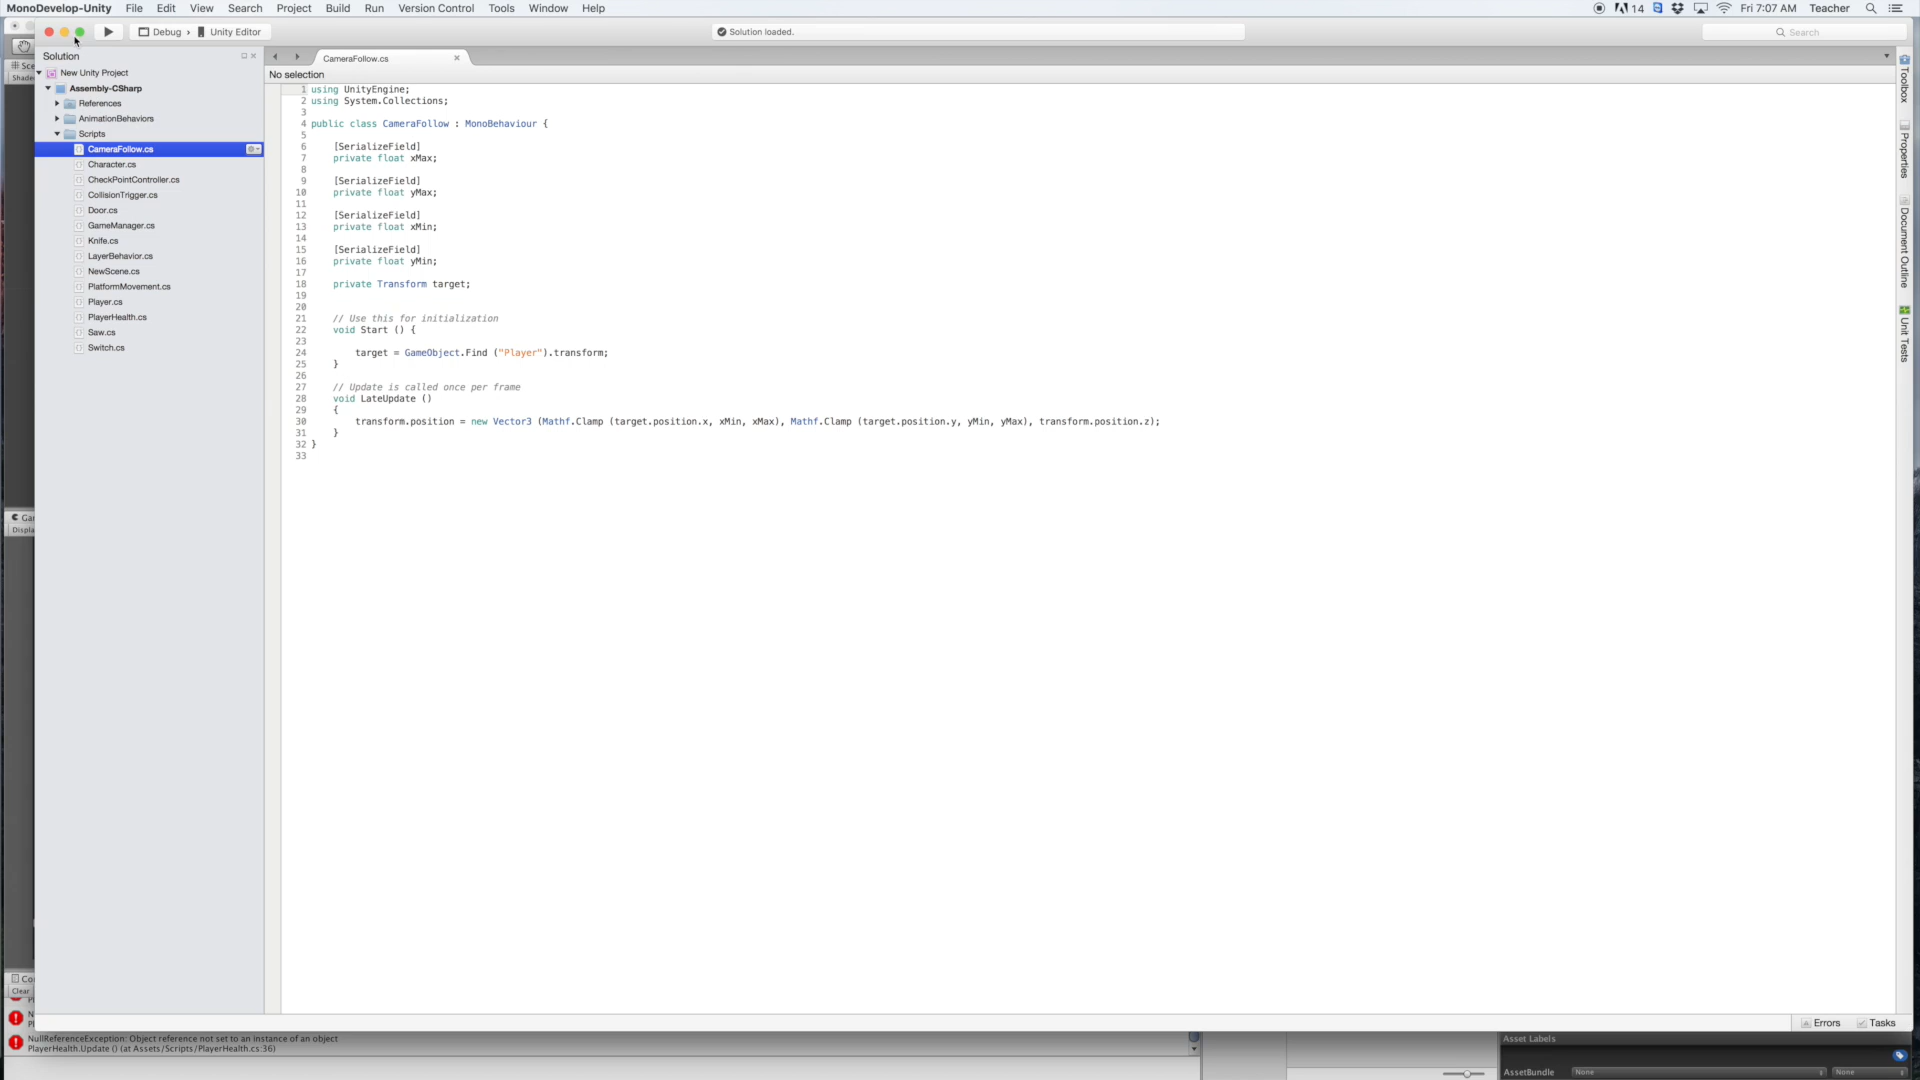 MonoDevelop-Unity File Edit View Search Project Build Run Version Control Tools Window Help 14 Fri 7:07 AM Teacher
Debug › Unity Editor Solution loaded. Search
Solution
CameraFollow.cs
No selection
New Unity Project
Assembly-CSharp
References
AnimationBehaviors
Scripts
CameraFollow.cs
Character.cs
CheckPointController.cs
CollisionTrigger.cs
Door.cs
GameManager.cs
Knife.cs
LayerBehavior.cs
NewScene.cs
PlatformMovement.cs
Player.cs
PlayerHealth.cs
Saw.cs
Switch.cs
1 using UnityEngine;
2 using System.Collections;
3
4 public class CameraFollow : MonoBehaviour {
5
6 [SerializeField]
7 private float xMax;
8
9 [SerializeField]
10 private float yMax;
11
12 [SerializeField]
13 private float xMin;
14
15 [SerializeField]
16 private float yMin;
17
18 private Transform target;
19
20
21 // Use this for initialization
22 void Start () {
23
24 target = GameObject.Find ("Player").transform;
25 }
26
27 // Update is called once per frame
28 void LateUpdate ()
29 {
30 transform.position = new Vector3 (Mathf.Clamp (target.position.x, xMin, xMax), Mathf.Clamp (target.position.y, yMin, yMax), transform.position.z);
31 }
32 }
33
Toolbox
Properties
Document Outline
Unit Tests
Errors Tasks
Clear
NullReferenceException: Object reference not set to an instance of an object
PlayerHealth.Update () (at Assets/Scripts/PlayerHealth.cs:36)
Asset Labels
AssetBundle None None